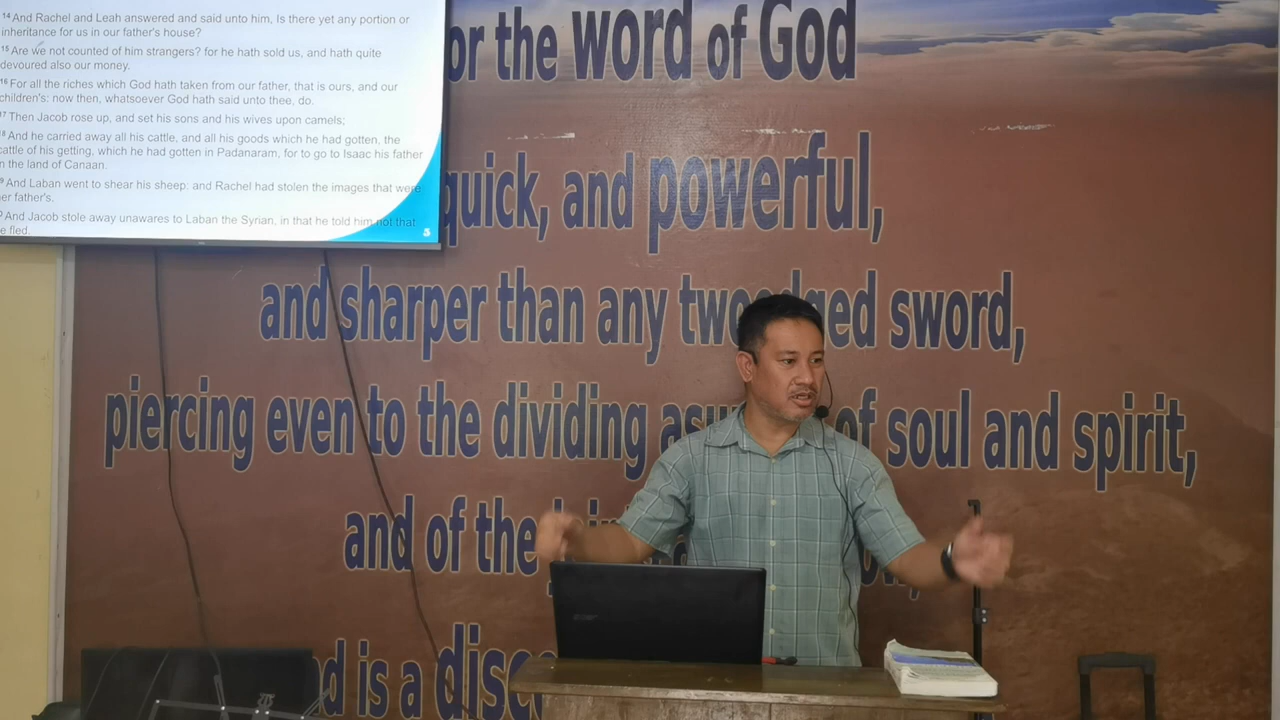 14 And Rachel and Leah answered and said unto him, Is there yet any portion or
inheritance for us in our father's house?
15 Are we not counted of him strangers? for he hath sold us, and hath quite
devoured also our money.
16 For all the riches which God hath taken from our father, that is ours, and our
children's: now then, whatsoever God hath said unto thee, do.
17 Then Jacob rose up, and set his sons and his wives upon camels;
And he carried away all his cattle, and all his goods which he had gotten, the
cattle of his getting, which he had gotten in Padanaram, for to go to Isaac his father
in the land of Canaan.
9 And Laban went to shear his sheep: and Rachel had stolen the images that were
her father's.
And Jacob stole away unawares to Laban the Syrian, in that he told him not that
he fled.
5
or the word of God
quick, and powerful,
and sharper than any twoedged sword,
piercing even to the dividing of soul and spirit,
and of the
is a